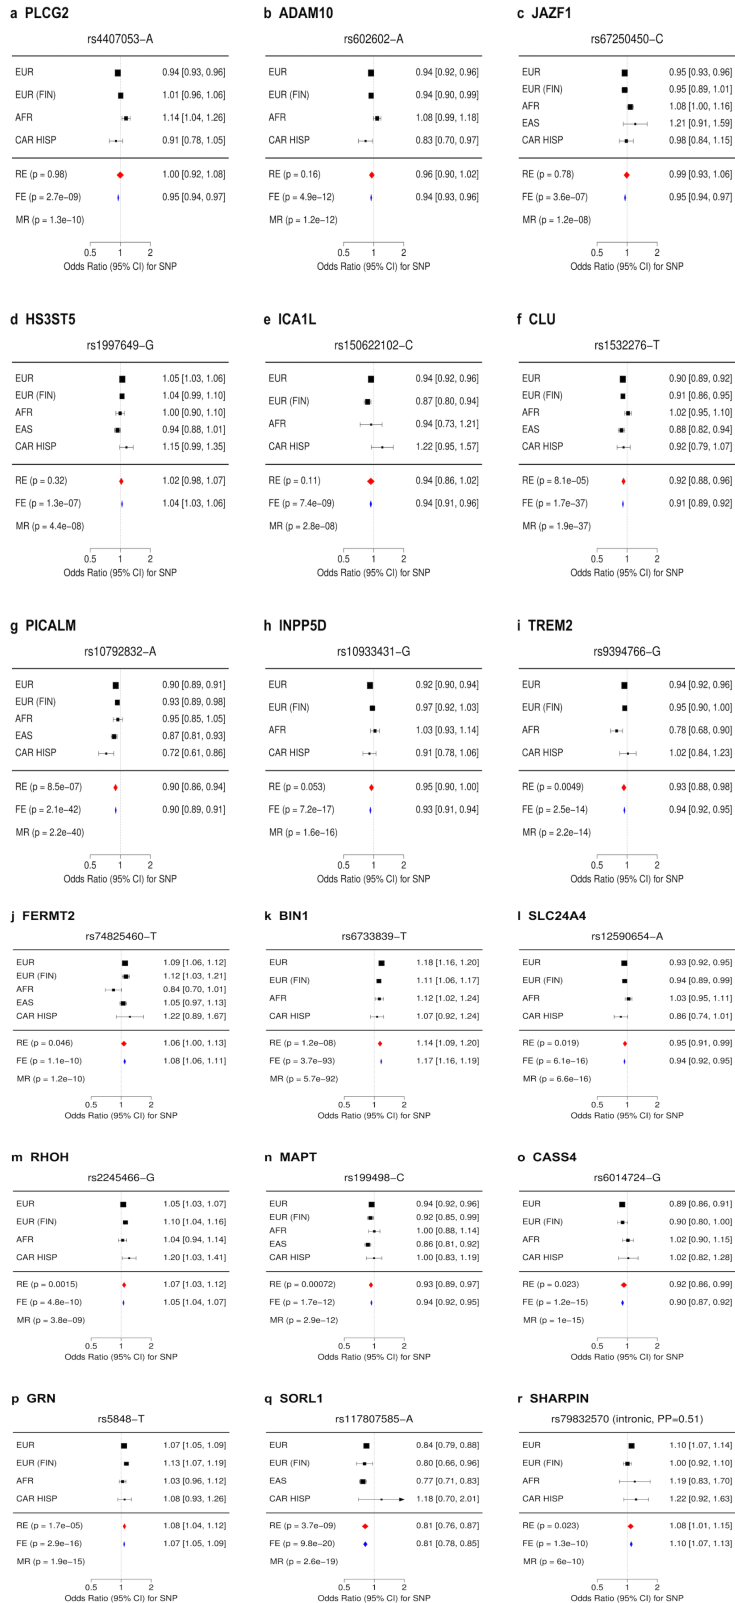 a PLCG2
rs4407053−A
EUR 0.94 [0.93, 0.96]
EUR (FIN) 1.01 [0.96, 1.06]
AFR 1.14 [1.04, 1.26]
CAR HISP 0.91 [0.78, 1.05]
RE (p = 0.98) 1.00 [0.92, 1.08]
FE (p = 2.7e−09) 0.95 [0.94, 0.97]
MR (p = 1.3e−10)
0.5 1 2
Odds Ratio (95% CI) for SNP
b ADAM10
rs602602−A
EUR 0.94 [0.92, 0.96]
EUR (FIN) 0.94 [0.90, 0.99]
AFR 1.08 [0.99, 1.18]
CAR HISP 0.83 [0.70, 0.97]
RE (p = 0.16) 0.96 [0.90, 1.02]
FE (p = 4.9e−12) 0.94 [0.93, 0.96]
MR (p = 1.2e−12)
0.5 1 2
Odds Ratio (95% CI) for SNP
c JAZF1
rs67250450−C
EUR 0.95 [0.93, 0.96]
EUR (FIN) 0.95 [0.89, 1.01]
AFR 1.08 [1.00, 1.16]
EAS 1.21 [0.91, 1.59]
CAR HISP 0.98 [0.84, 1.15]
RE (p = 0.78) 0.99 [0.93, 1.06]
FE (p = 3.6e−07) 0.95 [0.94, 0.97]
MR (p = 1.2e−08)
0.5 1 2
Odds Ratio (95% CI) for SNP
d HS3ST5
rs1997649−G
EUR 1.05 [1.03, 1.06]
EUR (FIN) 1.04 [0.99, 1.10]
AFR 1.00 [0.90, 1.10]
EAS 0.94 [0.88, 1.01]
CAR HISP 1.15 [0.99, 1.35]
RE (p = 0.32) 1.02 [0.98, 1.07]
FE (p = 1.3e−07) 1.04 [1.03, 1.06]
MR (p = 4.4e−08)
0.5 1 2
Odds Ratio (95% CI) for SNP
e ICA1L
rs150622102−C
EUR 0.94 [0.92, 0.96]
EUR (FIN) 0.87 [0.80, 0.94]
AFR 0.94 [0.73, 1.21]
CAR HISP 1.22 [0.95, 1.57]
RE (p = 0.11) 0.94 [0.86, 1.02]
FE (p = 7.4e−09) 0.94 [0.91, 0.96]
MR (p = 2.8e−08)
0.5 1 2
Odds Ratio (95% CI) for SNP
f CLU
rs1532276−T
EUR 0.90 [0.89, 0.92]
EUR (FIN) 0.91 [0.86, 0.95]
AFR 1.02 [0.95, 1.10]
EAS 0.88 [0.82, 0.94]
CAR HISP 0.92 [0.79, 1.07]
RE (p = 8.1e−05) 0.92 [0.88, 0.96]
FE (p = 1.7e−37) 0.91 [0.89, 0.92]
MR (p = 1.9e−37)
0.5 1 2
Odds Ratio (95% CI) for SNP
g PICALM
rs10792832−A
EUR 0.90 [0.89, 0.91]
EUR (FIN) 0.93 [0.89, 0.98]
AFR 0.95 [0.85, 1.05]
EAS 0.87 [0.81, 0.93]
CAR HISP 0.72 [0.61, 0.86]
RE (p = 8.5e−07) 0.90 [0.86, 0.94]
FE (p = 2.1e−42) 0.90 [0.89, 0.91]
MR (p = 2.2e−40)
0.5 1 2
Odds Ratio (95% CI) for SNP
h INPP5D
rs10933431−G
EUR 0.92 [0.90, 0.94]
EUR (FIN) 0.97 [0.92, 1.03]
AFR 1.03 [0.93, 1.14]
CAR HISP 0.91 [0.78, 1.06]
RE (p = 0.053) 0.95 [0.90, 1.00]
FE (p = 7.2e−17) 0.93 [0.91, 0.94]
MR (p = 1.6e−16)
0.5 1 2
Odds Ratio (95% CI) for SNP
i TREM2
rs9394766−G
EUR 0.94 [0.92, 0.96]
EUR (FIN) 0.95 [0.90, 1.00]
AFR 0.78 [0.68, 0.90]
CAR HISP 1.02 [0.84, 1.23]
RE (p = 0.0049) 0.93 [0.88, 0.98]
FE (p = 2.5e−14) 0.94 [0.92, 0.95]
MR (p = 2.2e−14)
0.5 1 2
Odds Ratio (95% CI) for SNP
j FERMT2
rs74825460−T
EUR 1.09 [1.06, 1.12]
EUR (FIN) 1.12 [1.03, 1.21]
AFR 0.84 [0.70, 1.01]
EAS 1.05 [0.97, 1.13]
CAR HISP 1.22 [0.89, 1.67]
RE (p = 0.046) 1.06 [1.00, 1.13]
FE (p = 1.1e−10) 1.08 [1.06, 1.11]
MR (p = 1.2e−10)
0.5 1 2
Odds Ratio (95% CI) for SNP
k BIN1
rs6733839−T
EUR 1.18 [1.16, 1.20]
EUR (FIN) 1.11 [1.06, 1.17]
AFR 1.12 [1.02, 1.24]
CAR HISP 1.07 [0.92, 1.24]
RE (p = 1.2e−08) 1.14 [1.09, 1.20]
FE (p = 3.7e−93) 1.17 [1.16, 1.19]
MR (p = 5.7e−92)
0.5 1 2
Odds Ratio (95% CI) for SNP
l SLC24A4
rs12590654−A
EUR 0.93 [0.92, 0.95]
EUR (FIN) 0.94 [0.89, 0.99]
AFR 1.03 [0.95, 1.11]
CAR HISP 0.86 [0.74, 1.01]
RE (p = 0.019) 0.95 [0.91, 0.99]
FE (p = 6.1e−16) 0.94 [0.92, 0.95]
MR (p = 6.6e−16)
0.5 1 2
Odds Ratio (95% CI) for SNP
m RHOH
rs2245466−G
EUR 1.05 [1.03, 1.07]
EUR (FIN) 1.10 [1.04, 1.16]
AFR 1.04 [0.94, 1.14]
CAR HISP 1.20 [1.03, 1.41]
RE (p = 0.0015) 1.07 [1.03, 1.12]
FE (p = 4.8e−10) 1.05 [1.04, 1.07]
MR (p = 3.8e−09)
0.5 1 2
Odds Ratio (95% CI) for SNP
n MAPT
rs199498−C
EUR 0.94 [0.92, 0.96]
EUR (FIN) 0.92 [0.85, 0.99]
AFR 1.00 [0.88, 1.14]
EAS 0.86 [0.81, 0.92]
CAR HISP 1.00 [0.83, 1.19]
RE (p = 0.00072) 0.93 [0.89, 0.97]
FE (p = 1.7e−12) 0.94 [0.92, 0.95]
MR (p = 2.9e−12)
0.5 1 2
Odds Ratio (95% CI) for SNP
o CASS4
rs6014724−G
EUR 0.89 [0.86, 0.91]
EUR (FIN) 0.90 [0.80, 1.00]
AFR 1.02 [0.90, 1.15]
CAR HISP 1.02 [0.82, 1.28]
RE (p = 0.023) 0.92 [0.86, 0.99]
FE (p = 1.2e−15) 0.90 [0.87, 0.92]
MR (p = 1e−15)
0.5 1 2
Odds Ratio (95% CI) for SNP
p GRN
rs5848−T
EUR 1.07 [1.05, 1.09]
EUR (FIN) 1.13 [1.07, 1.19]
AFR 1.03 [0.96, 1.12]
CAR HISP 1.08 [0.93, 1.26]
RE (p = 1.7e−05) 1.08 [1.04, 1.12]
FE (p = 2.9e−16) 1.07 [1.05, 1.09]
MR (p = 1.9e−15)
0.5 1 2
Odds Ratio (95% CI) for SNP
q SORL1
rs117807585−A
EUR 0.84 [0.79, 0.88]
EUR (FIN) 0.80 [0.66, 0.96]
EAS 0.77 [0.71, 0.83]
CAR HISP 1.18 [0.70, 2.01]
RE (p = 3.7e−09) 0.81 [0.76, 0.87]
FE (p = 9.8e−20) 0.81 [0.78, 0.85]
MR (p = 2.6e−19)
0.5 1 2
Odds Ratio (95% CI) for SNP
r SHARPIN
rs79832570 (intronic, PP=0.51)
EUR 1.10 [1.07, 1.14]
EUR (FIN) 1.00 [0.92, 1.10]
AFR 1.19 [0.83, 1.70]
CAR HISP 1.22 [0.92, 1.63]
RE (p = 0.023) 1.08 [1.01, 1.15]
FE (p = 1.3e−10) 1.10 [1.07, 1.13]
MR (p = 6e−10)
0.5 1 2
Odds Ratio (95% CI) for SNP